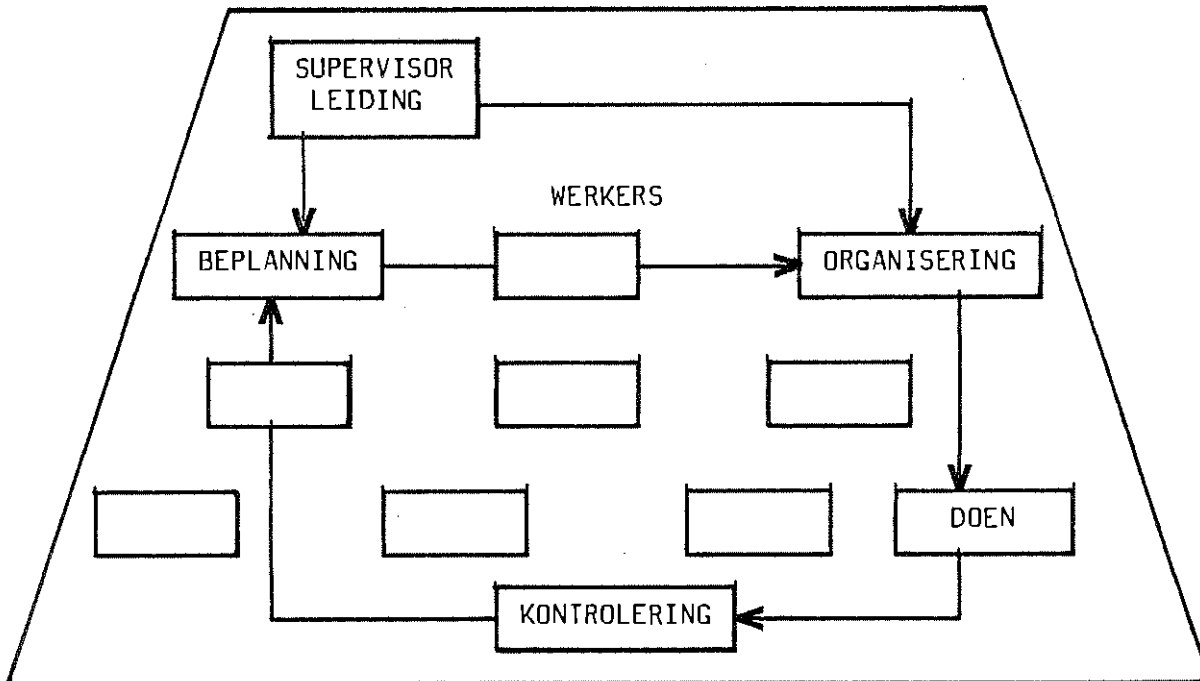 SUPERVISOR
LEIDING
WERKERS
BEPLANNING
ORGANISERING
DOEN
KONTROLERING